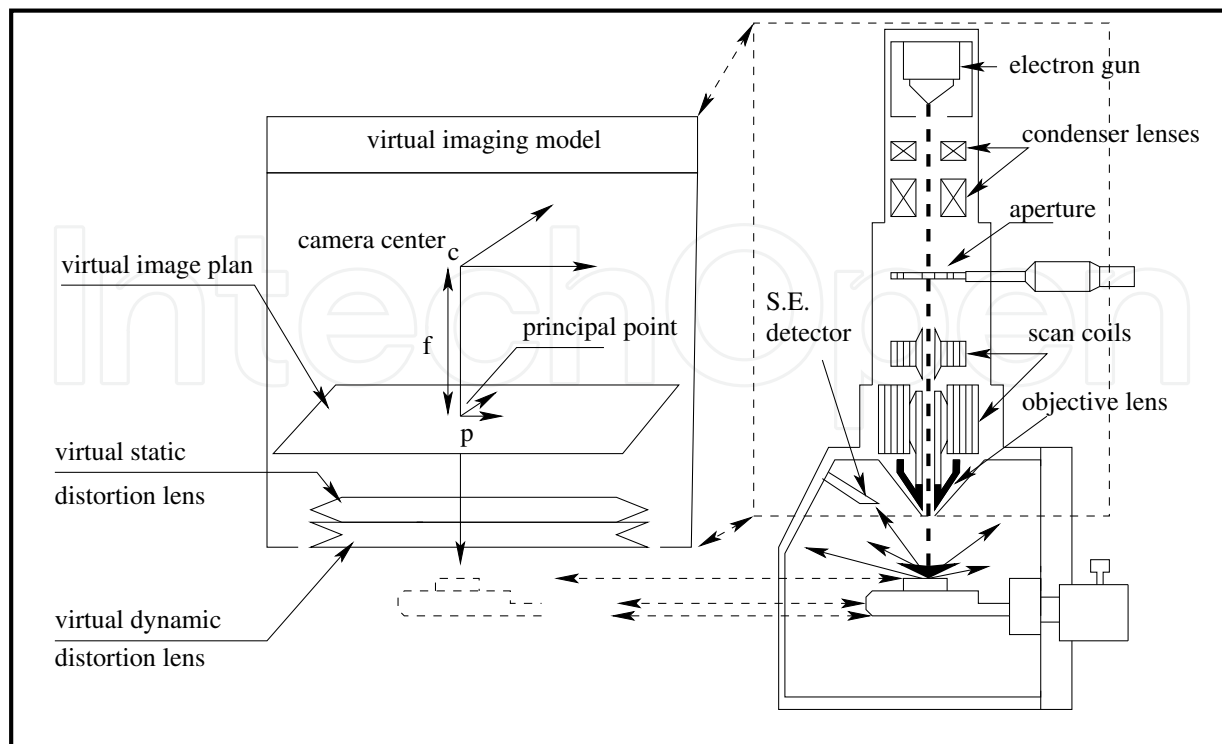 virtual imaging model
camera center
c
virtual image plan
principal point
f
p
virtual static
distortion lens
virtual dynamic
distortion lens
electron gun
condenser lenses
aperture
S.E.
detector
scan coils
objective lens
IntechOpen